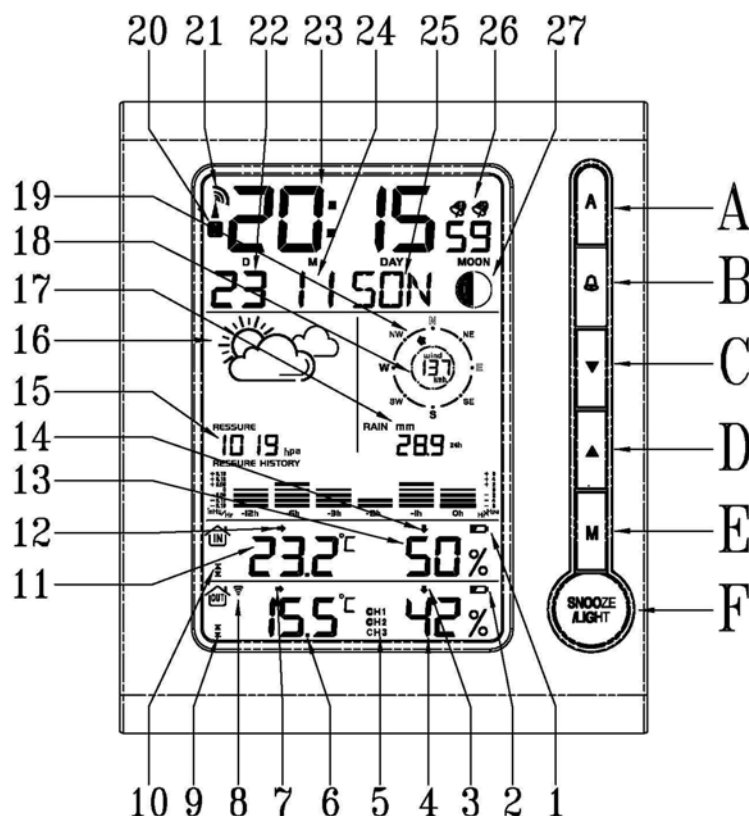 20 21 22 23 24 25 26 27
19
18
17
16
15
14
13
12
11
10 9 8 7 6 5 4 3 2 1
A
B
C
D
E
F
20:15 59
D M DAY MOON
23 11 SON
N
NW NE
wind
W 137 E
kmh
SW SE
S
RESSURE
1019 hpa
RAIN mm
28.9 24h
RESSURE HISTORY
-12h -6h -3h -2h -1h 0h
IN 23.2°C 50%
OUT 15.5°C 42%
CH1
CH2
CH3
A
M
SNOOZE
/LIGHT